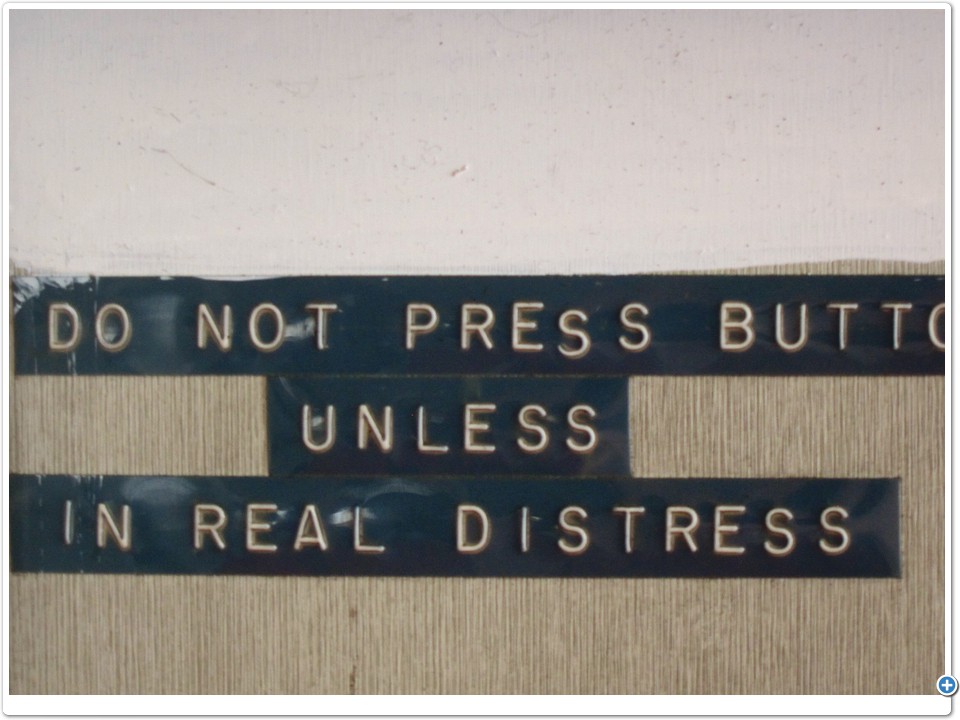 DO NOT PRESS BUTTO
UNLESS
IN REAL DISTRESS